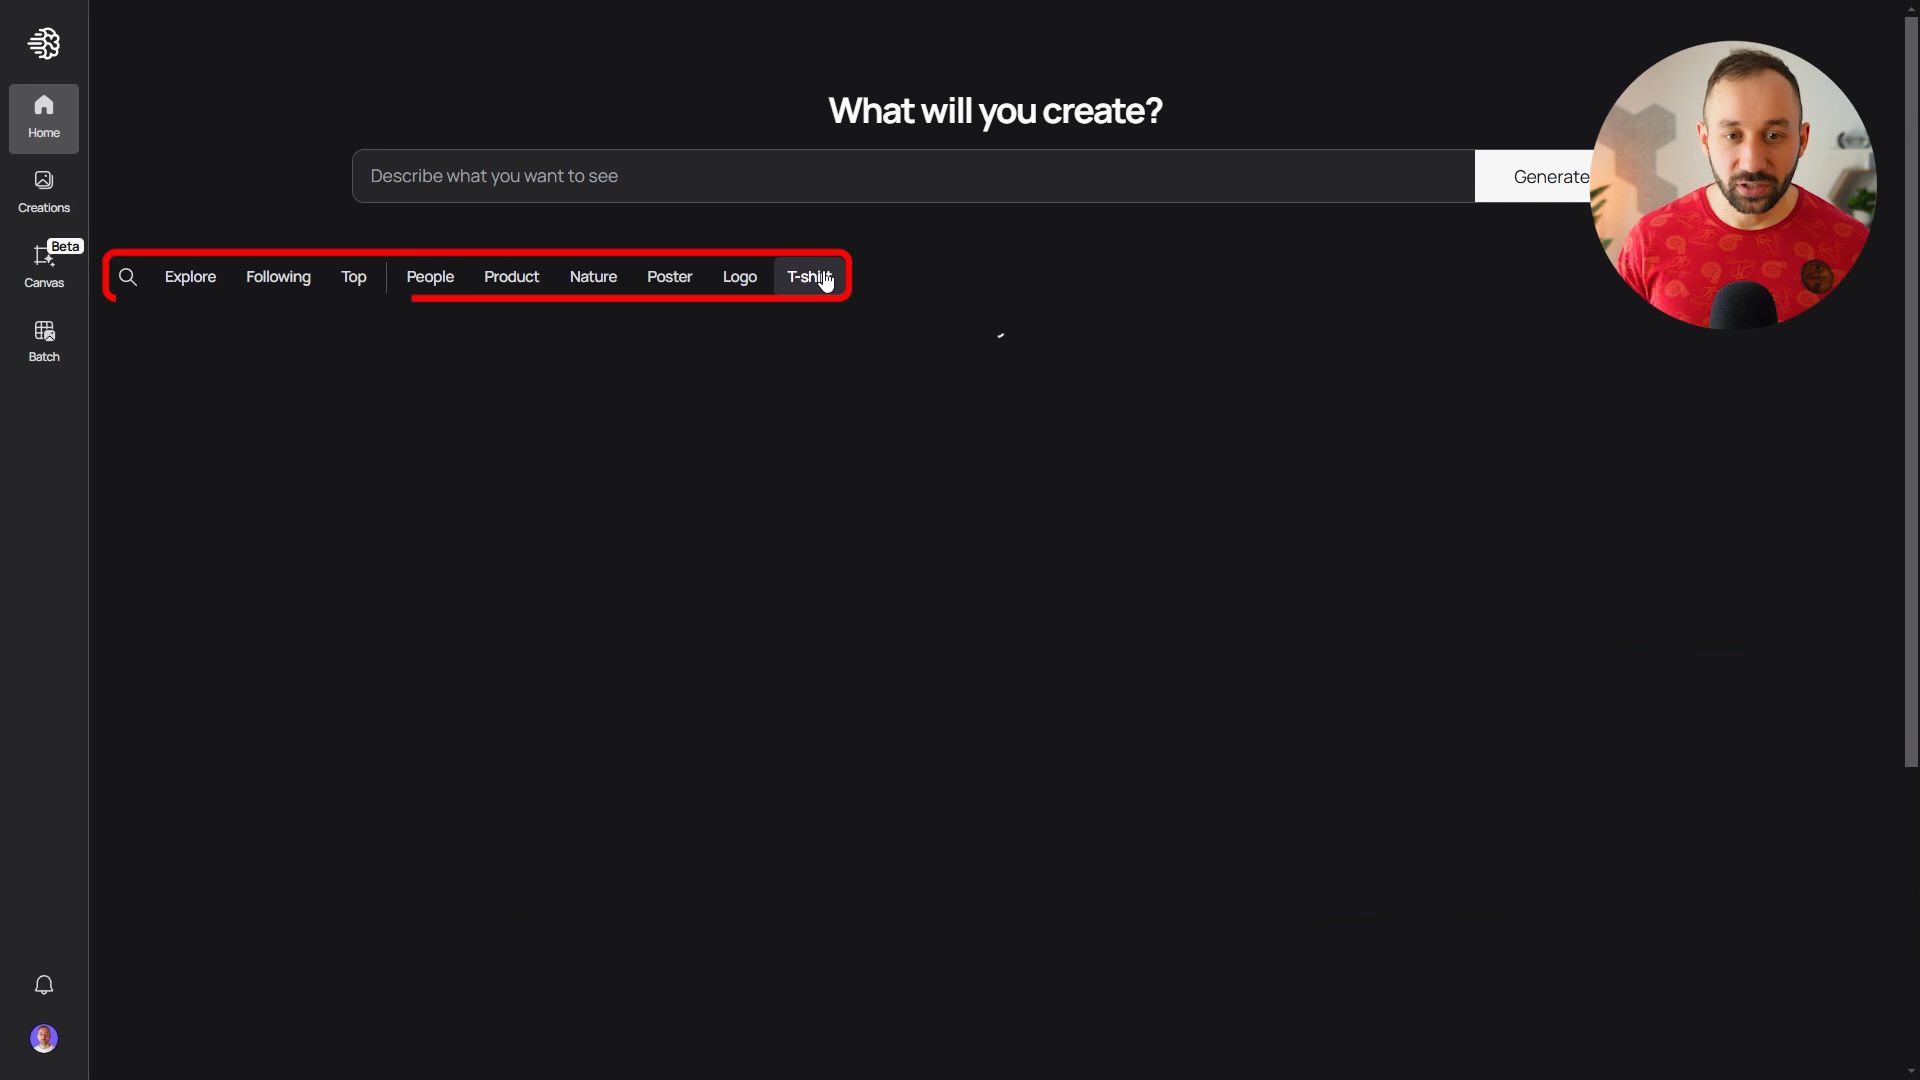 What will you create?
Describe what you want to see
Generate
Home
Creations
Beta
Canvas
Batch
Explore Following Top People Product Nature Poster Logo T-shirt